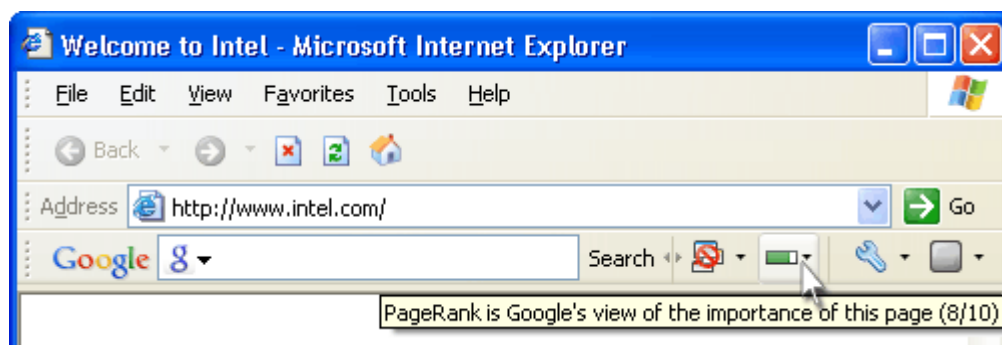 Welcome to Intel - Microsoft Internet Explorer
File Edit View Favorites Tools Help
Back
Address http://www.intel.com/ Go
Google g Search
PageRank is Google's view of the importance of this page (8/10)